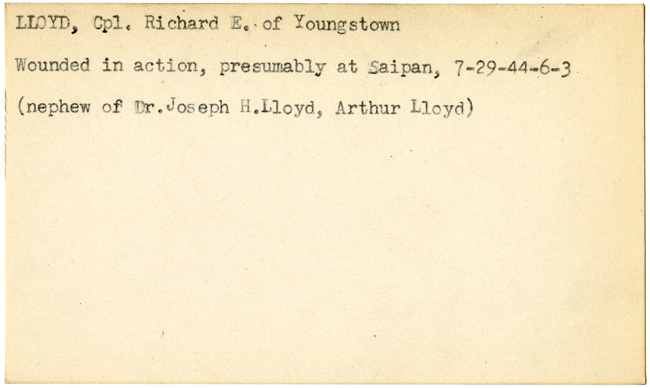 LLOYD, Cpl. Richard E. of Youngstown
Wounded in action, presumably at Saipan, 7-29-44-6-3
(nephew of Dr.Joseph H.Lloyd, Arthur Lloyd)